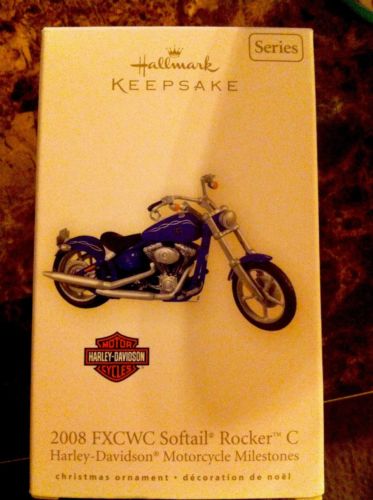 Hallmark
KEEPSAKE
Series
MOTOR
HARLEY-DAVIDSON
CYCLES
2008 FXCWC Softail® Rocker™ C
Harley-Davidson® Motorcycle Milestones
christmas ornament • décoration de noël